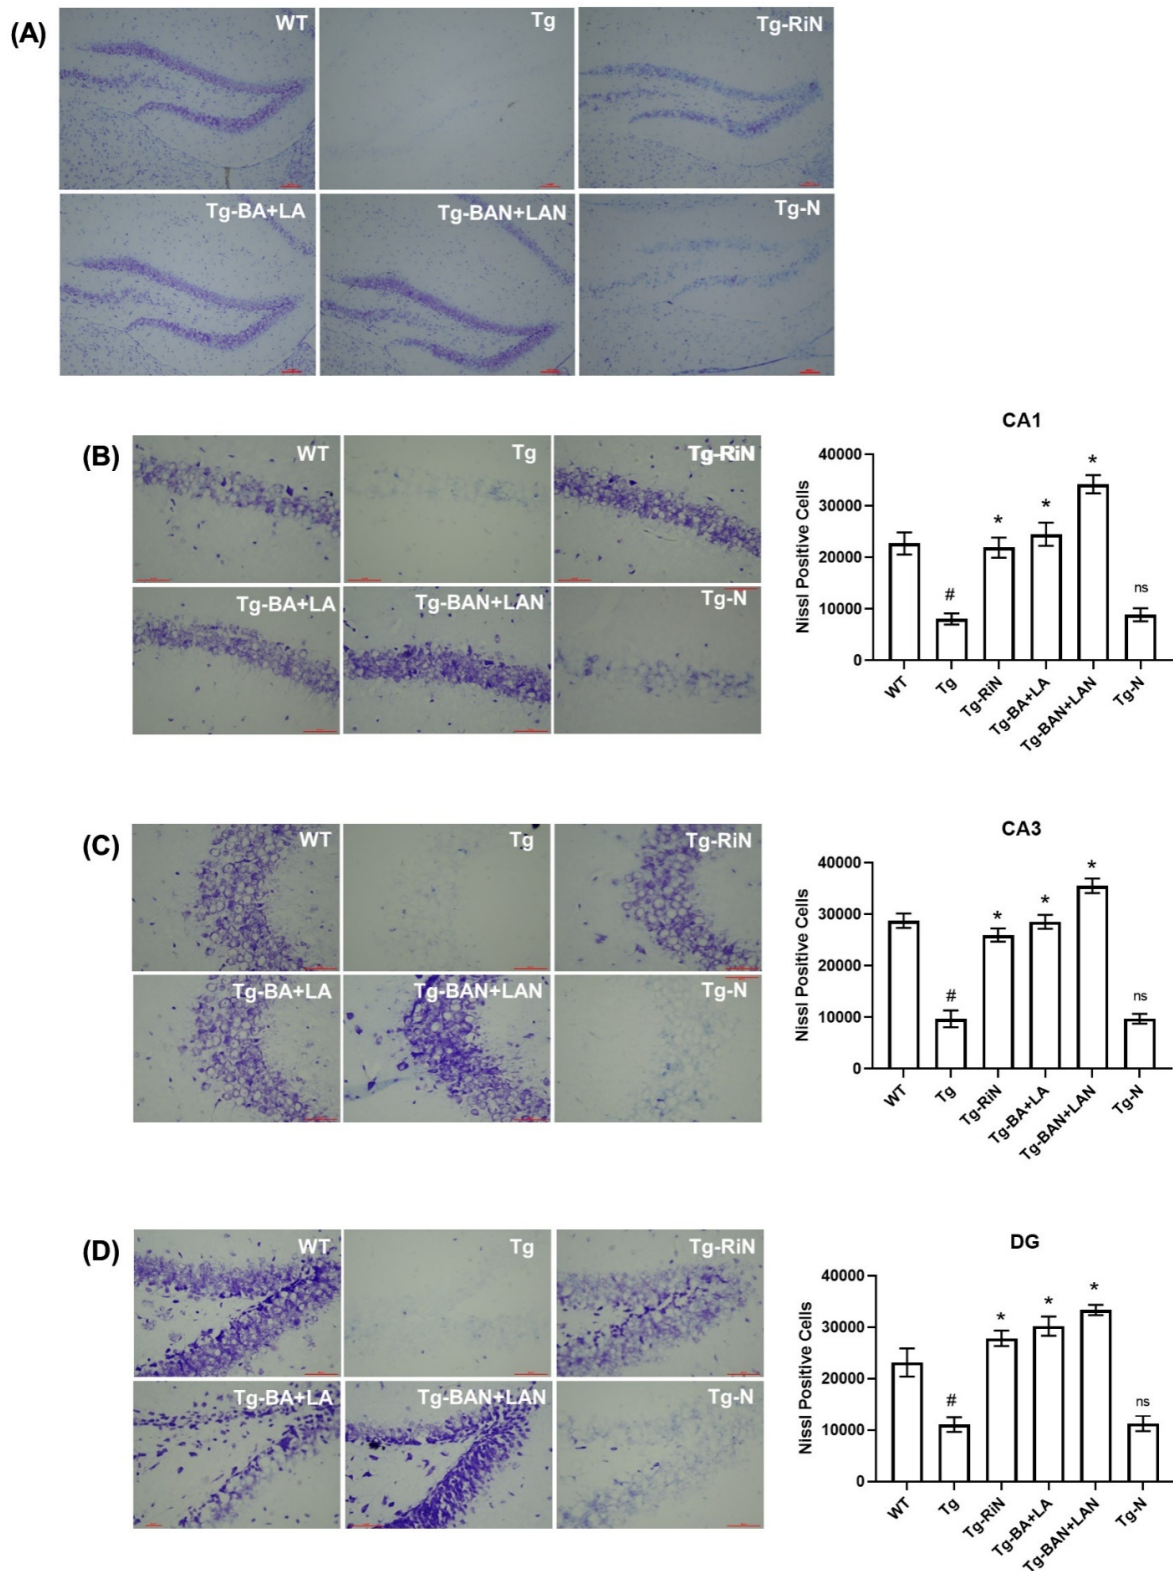 (A)
WT
Tg
Tg-RiN
Tg-BA+LA
Tg-BAN+LAN
Tg-N
(B)
WT
Tg
Tg-RiN
Tg-BA+LA
Tg-BAN+LAN
Tg-N
CA1
Nissl Positive Cells
40000
30000
20000
10000
0
#
*
*
*
ns
WT
Tg
Tg-RiN
Tg-BA+LA
Tg-BAN+LAN
Tg-N
(C)
WT
Tg
Tg-RiN
Tg-BA+LA
Tg-BAN+LAN
Tg-N
CA3
Nissl Positive Cells
40000
30000
20000
10000
0
#
*
*
*
ns
WT
Tg
Tg-RiN
Tg-BA+LA
Tg-BAN+LAN
Tg-N
(D)
WT
Tg
Tg-RiN
Tg-BA+LA
Tg-BAN+LAN
Tg-N
DG
Nissl Positive Cells
40000
30000
20000
10000
0
#
*
*
*
ns
WT
Tg
Tg-RiN
Tg-BA+LA
Tg-BAN+LAN
Tg-N